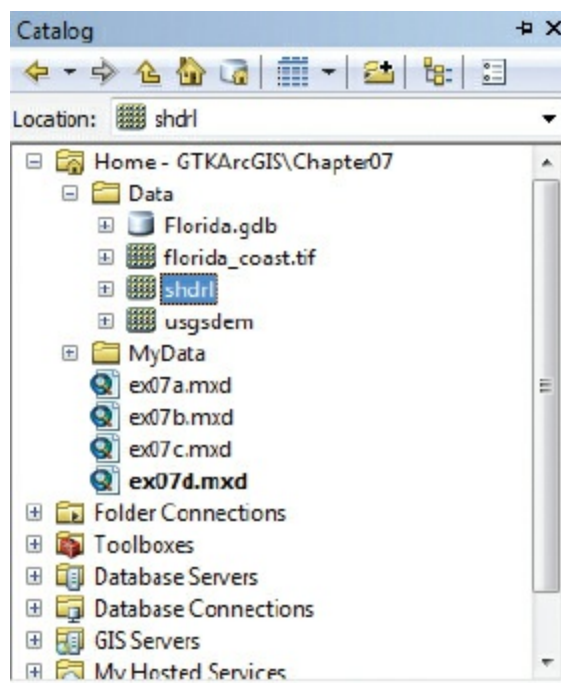 Catalog
Location: shdrl
Home - GTKArcGIS\Chapter07
Data
Florida.gdb
florida_coast.tif
shdrl
usgsdem
MyData
ex07a.mxd
ex07b.mxd
ex07c.mxd
ex07d.mxd
Folder Connections
Toolboxes
Database Servers
Database Connections
GIS Servers
My Hosted Services